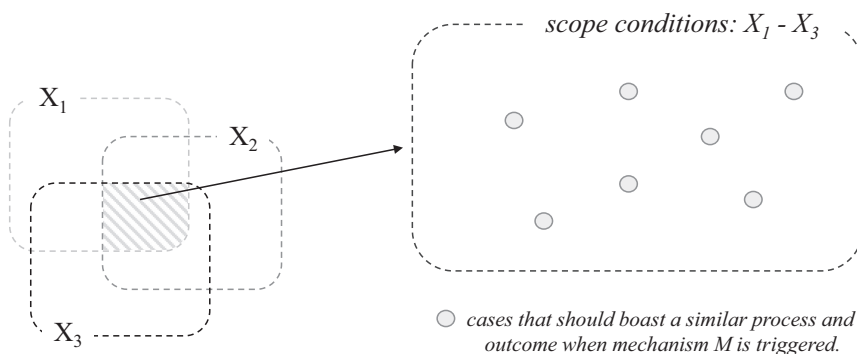 scope conditions: X1 - X3
X1
X2
X3
cases that should boast a similar process and
outcome when mechanism M is triggered.